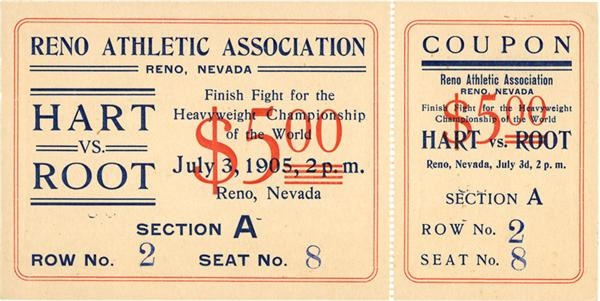 RENO ATHLETIC ASSOCIATION
RENO, NEVADA
HART
VS.
ROOT
Finish Fight for the
Heavyweight Championship
of the World
$5.00
July 3, 1905, 2 p. m.
Reno, Nevada
SECTION A
ROW No. 2 SEAT No. 8
COUPON
Reno Athletic Association
RENO, NEVADA.
Finish Fight for the Heavyweight
Championship of the World
$5.00
HART vs. ROOT
Reno, Nevada, July 3d, 2 p. m.
SECTION A
ROW No. 2
SEAT No. 8